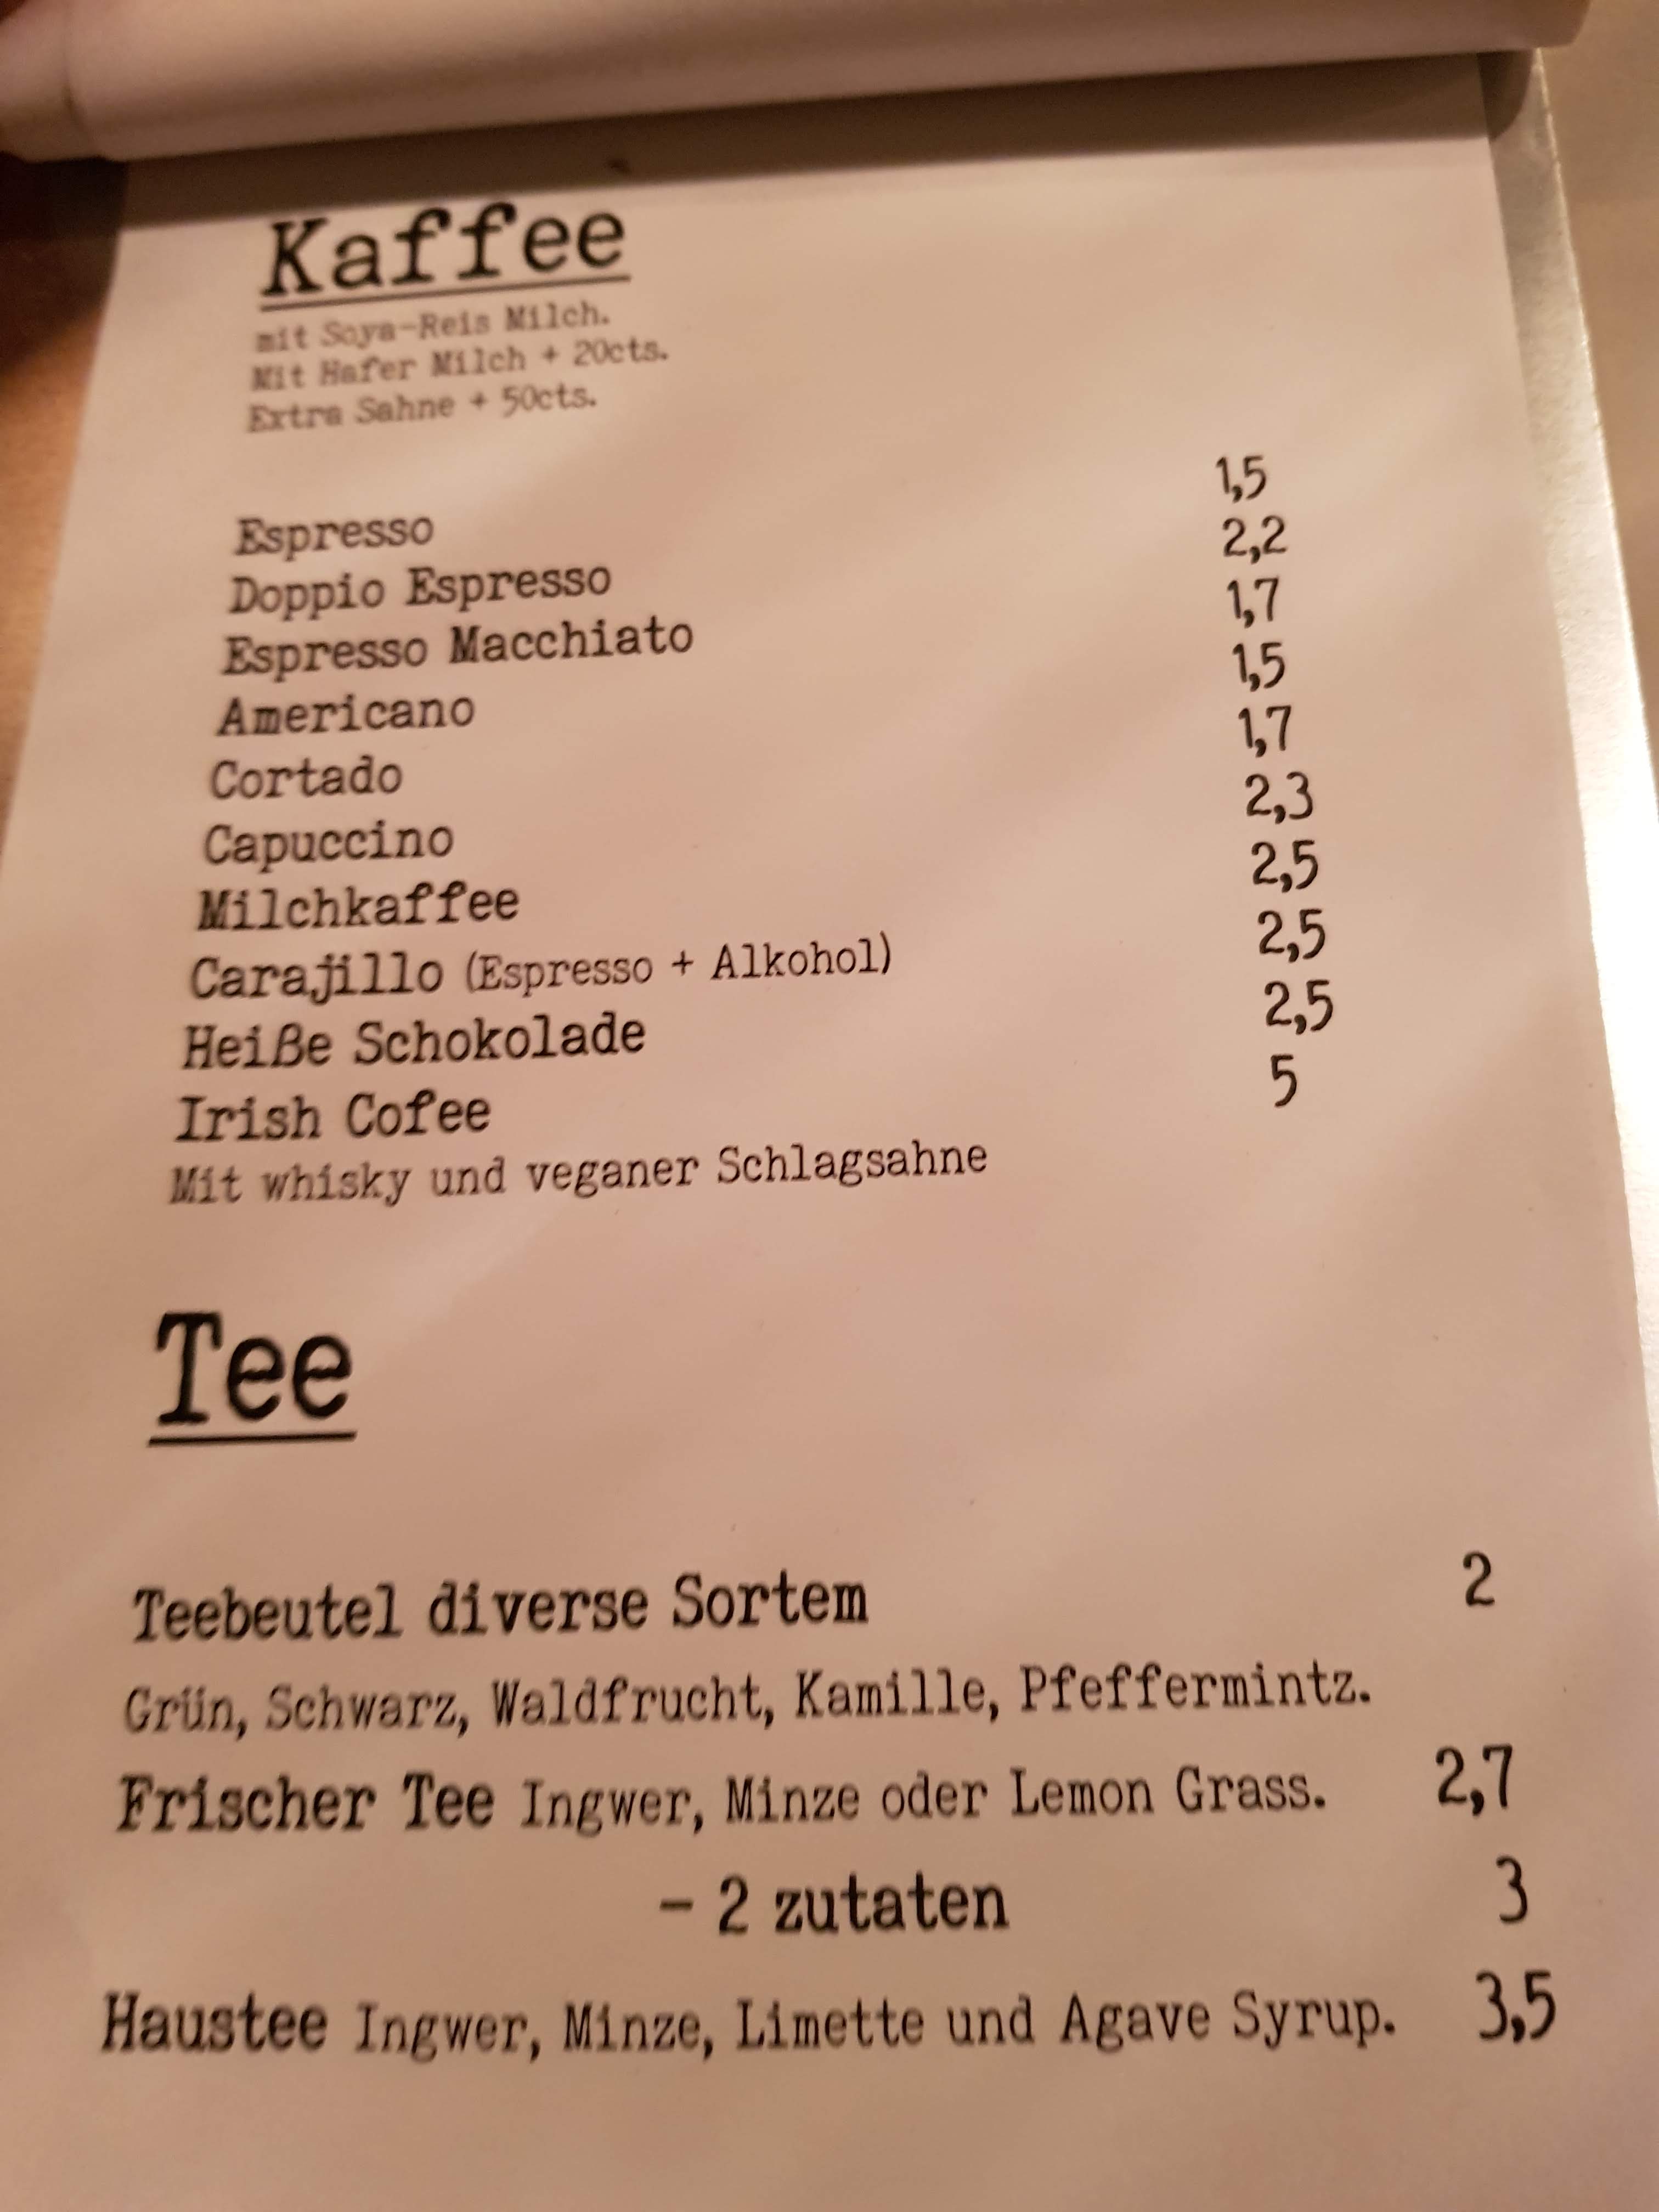 Kaffee
mit Soya-Reis Milch.
Mit Hafer Milch + 20cts.
Extra Sahne + 50cts.
Espresso 1,5
Doppio Espresso 2,2
Espresso Macchiato 1,7
Americano 1,5
Cortado 1,7
Capuccino 2,3
Milchkaffee 2,5
Carajillo (Espresso + Alkohol) 2,5
Heiße Schokolade 2,5
Irish Cofee 5
Mit whisky und veganer Schlagsahne
Tee
Teebeutel diverse Sortem 2
Grün, Schwarz, Waldfrucht, Kamille, Pfeffermintz.
Frischer Tee Ingwer, Minze oder Lemon Grass. 2,7
- 2 zutaten 3
Haustee Ingwer, Minze, Limette und Agave Syrup. 3,5